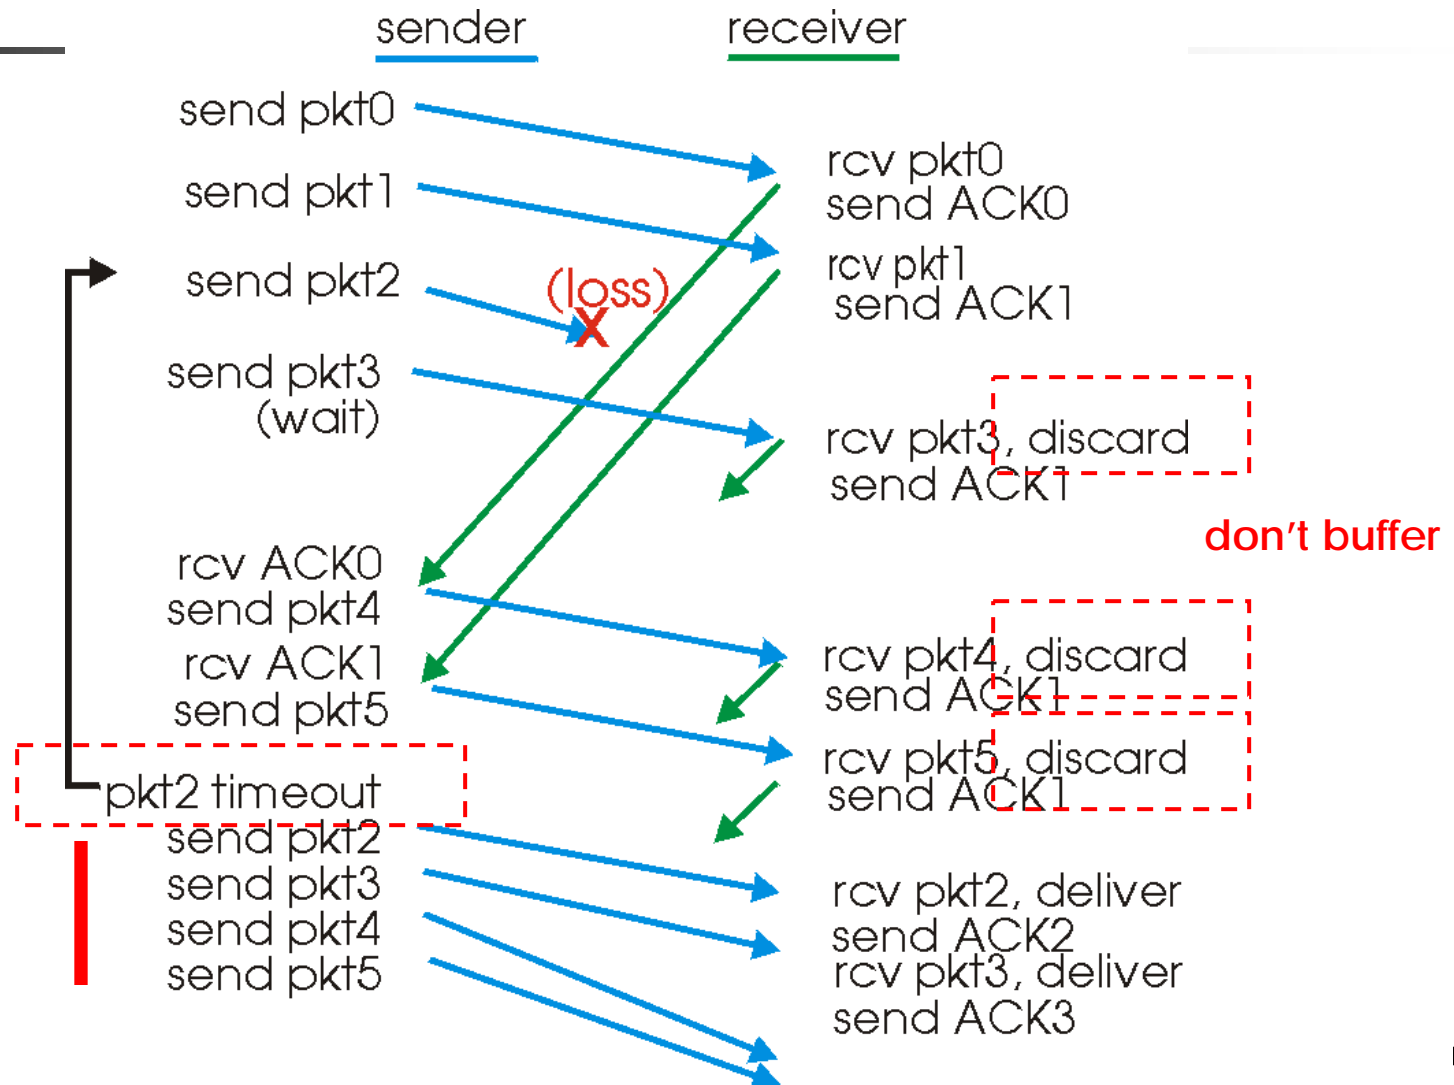 sender
receiver
send pkt0
rcv pkt0
send ACK0
send pkt1
rcv pkt1
send ACK1
send pkt2
(loss)
X
send pkt3
(wait)
rcv pkt3, discard
send ACK1
don't buffer
rcv ACK0
send pkt4
rcv ACK1
send pkt5
rcv pkt4, discard
send ACK1
rcv pkt5, discard
send ACK1
pkt2 timeout
send pkt2
send pkt3
send pkt4
send pkt5
rcv pkt2, deliver
send ACK2
rcv pkt3, deliver
send ACK3